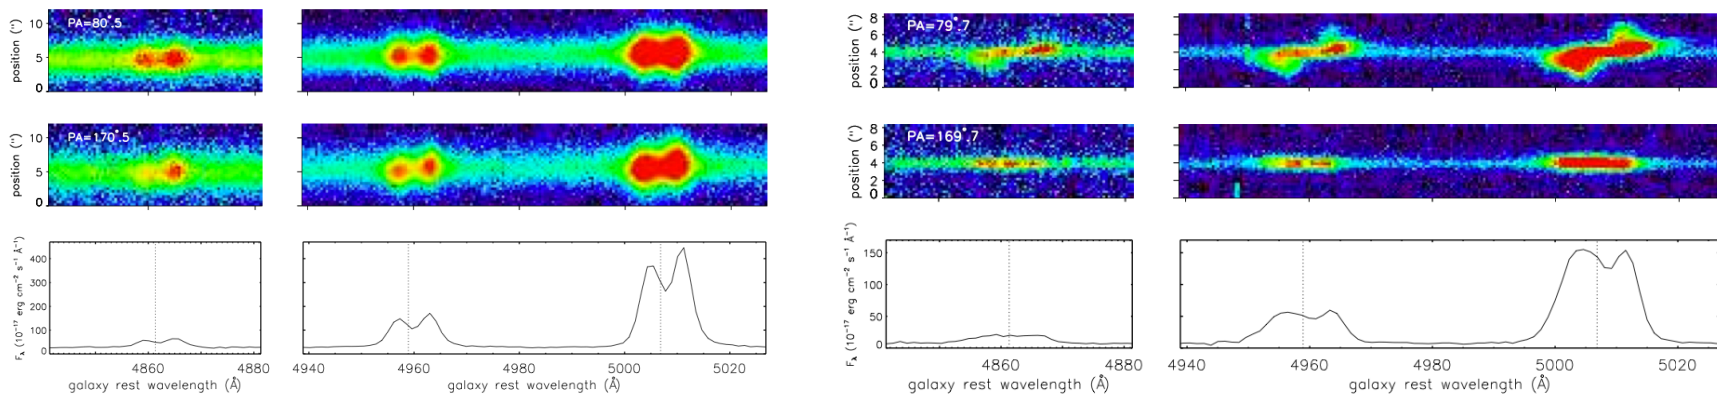 PA=80°.5
position (")
10
5
0
PA=170°.5
position (")
10
5
0
F_λ (10⁻¹⁷ erg cm⁻² s⁻¹ Å⁻¹)
400
300
200
100
0
4860 4880
galaxy rest wavelength (Å)
4940 4960 4980 5000 5020
galaxy rest wavelength (Å)
PA=79°.7
position (")
8
6
4
2
0
PA=169°.7
position (")
8
6
4
2
0
F_λ (10⁻¹⁷ erg cm⁻² s⁻¹ Å⁻¹)
150
100
50
0
4860 4880
galaxy rest wavelength (Å)
4940 4960 4980 5000 5020
galaxy rest wavelength (Å)